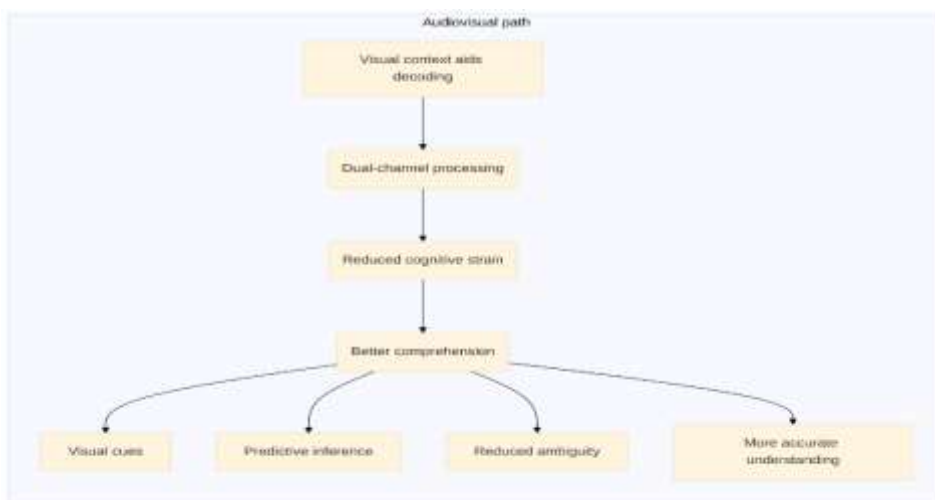 Audiovisual path
Visual context aids
decoding
Dual-channel processing
Reduced cognitive strain
Better comprehension
Visual cues
Predictive inference
Reduced ambiguity
More accurate
understanding